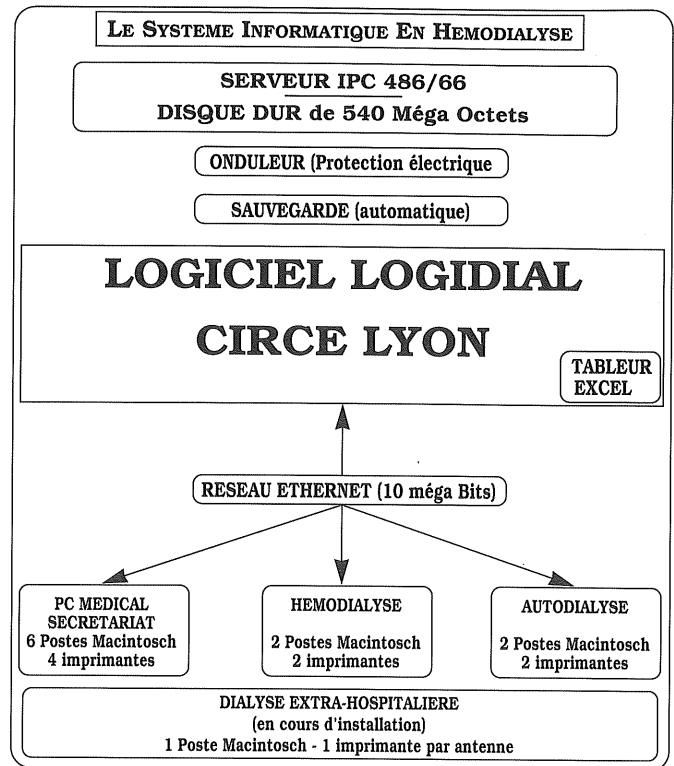 LE SYSTEME INFORMATIQUE EN HEMODIALYSE
SERVEUR IPC 486/66
DISQUE DUR de 540 Méga Octets
ONDULEUR (Protection électrique
SAUVEGARDE (automatique)
LOGICIEL LOGIDIAL
CIRCE LYON
TABLEUR
EXCEL
RESEAU ETHERNET (10 méga Bits)
PC MEDICAL
SECRETARIAT
6 Postes Macintosch
4 imprimantes
HEMODIALYSE
2 Postes Macintosch
2 imprimantes
AUTODIALYSE
2 Postes Macintosch
2 imprimantes
DIALYSE EXTRA-HOSPITALIERE
(en cours d'installation)
1 Poste Macintosch - 1 imprimante par antenne